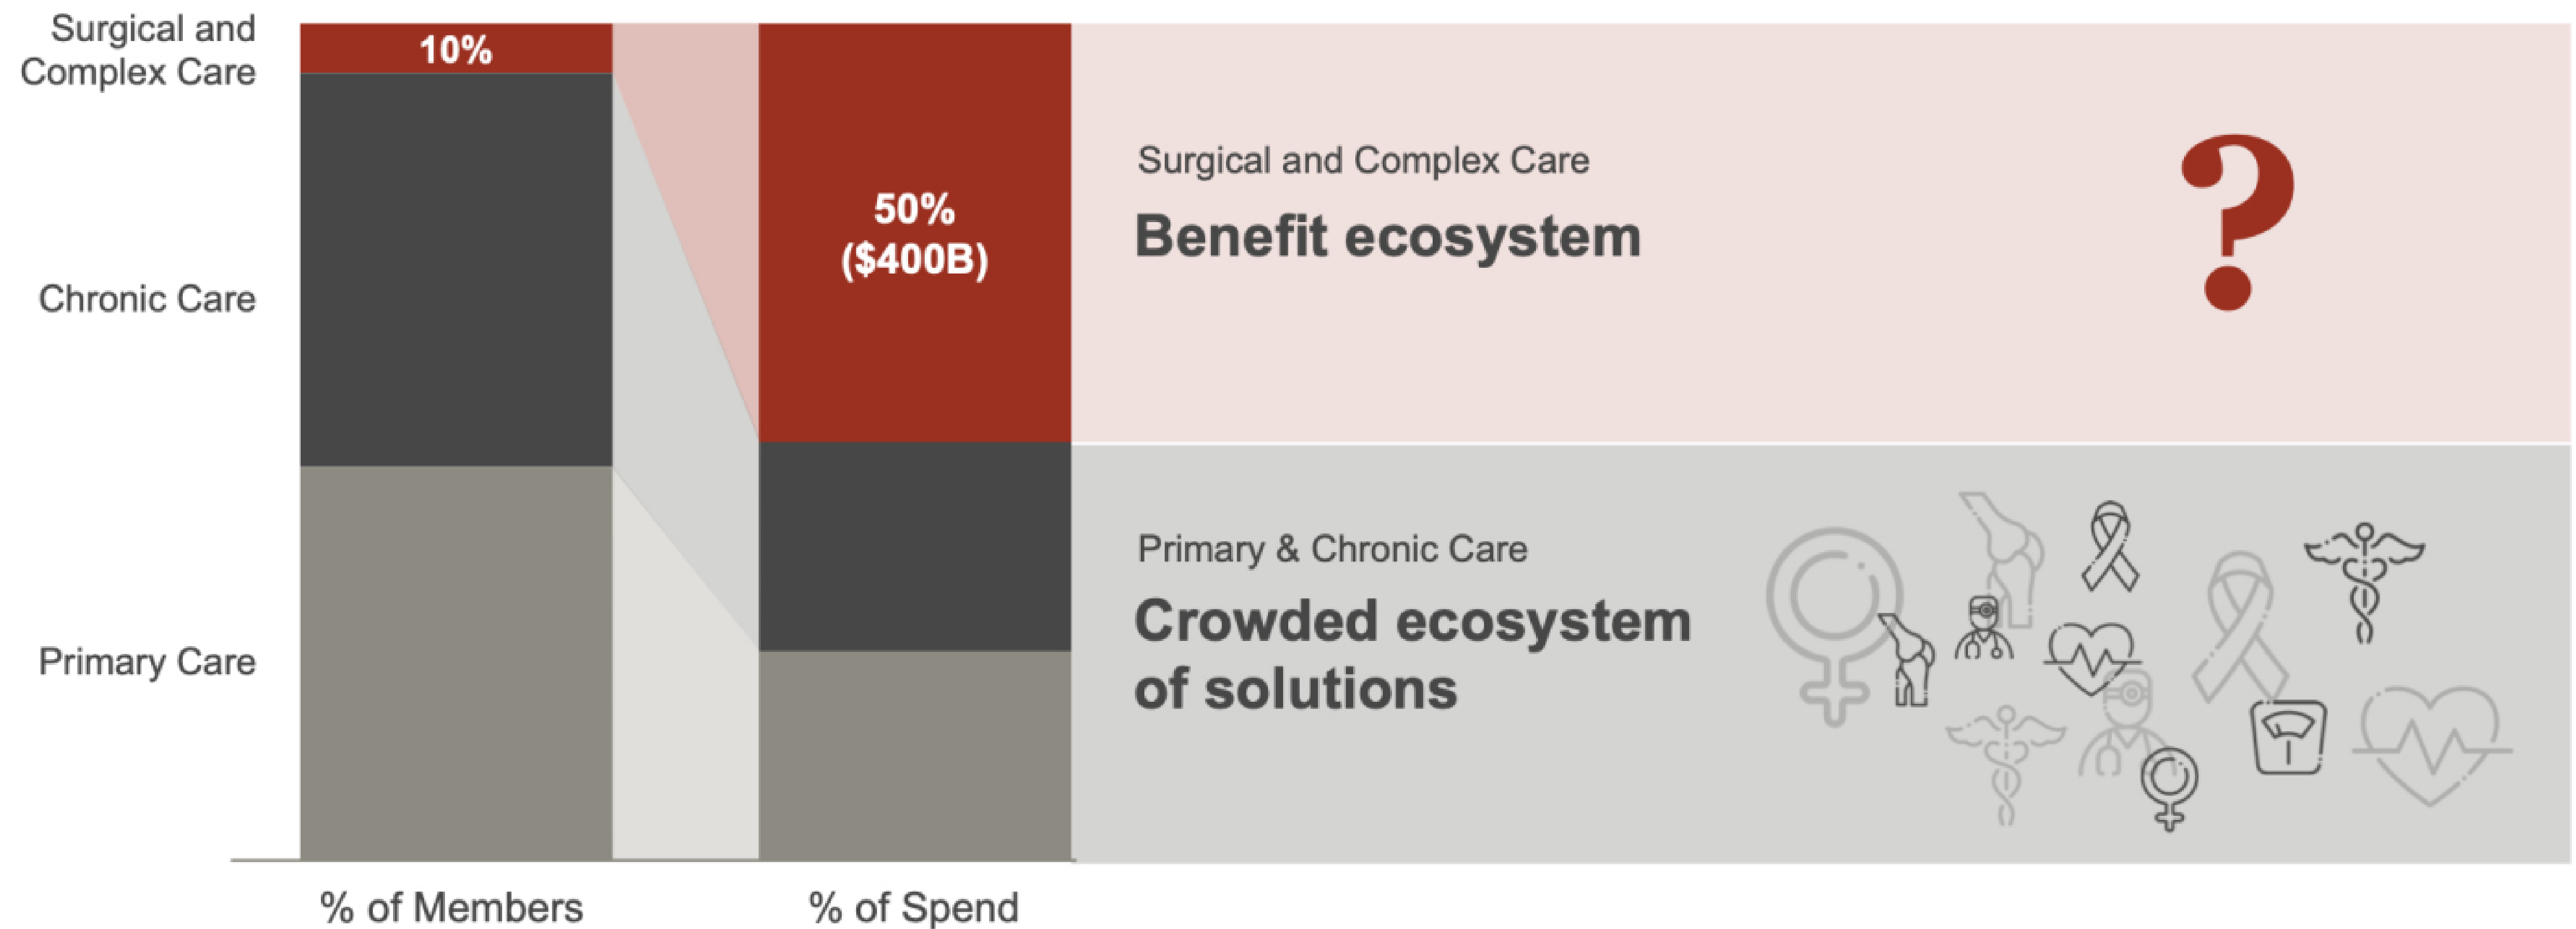 Surgical and
Complex Care
Chronic Care
Primary Care
10%
50%
($400B)
% of Members
% of Spend
Surgical and Complex Care
Benefit ecosystem
?
Primary & Chronic Care
Crowded ecosystem
of solutions